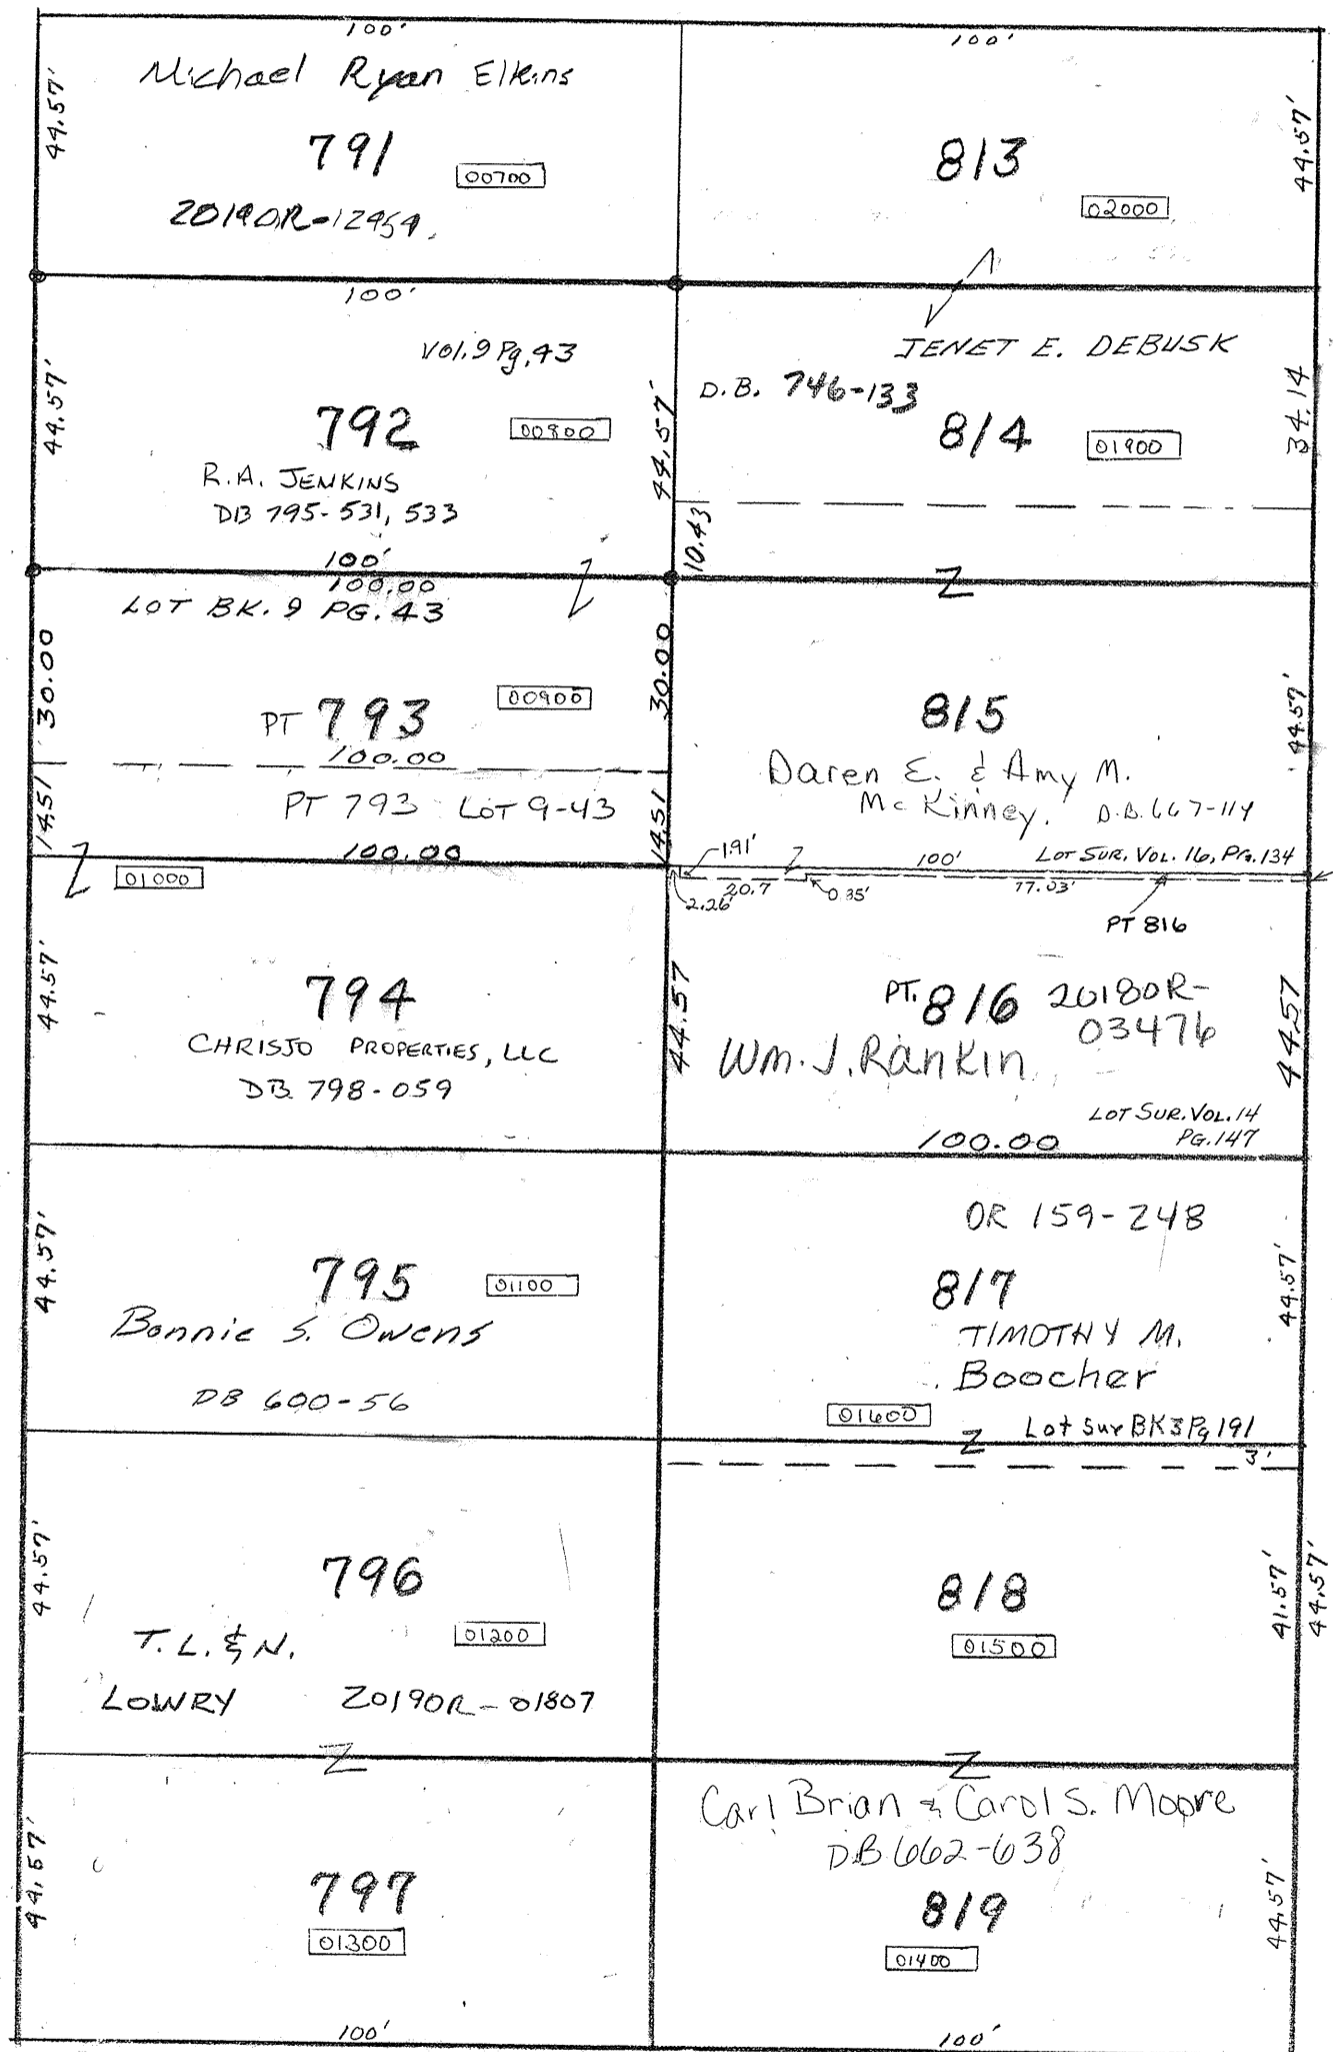 100'
Michael Ryan Elkins
44.57'
791
00700
2019OR-12959
100'
44.57'
813
02000
100'
44.57'
Vol. 9 Pg. 43
792
00800
R.A. JENKINS
DB 795-531, 533
100'
44.57'
JENET E. DEBUSK
D.B. 746-133
814
01900
34.14
10.43
100.00
LOT BK. 9 PG. 43
30.00
00900
PT 793
100.00
30.00
14.51
PT 793 LOT 9-43
14.51
100.00
815
44.57'
Daren E. & Amy M.
McKinney. D.B. 667-114
1.91'
100'
LOT SUR. VOL. 16, PG. 134
2.26'
20.7
0.35'
77.03'
PT 816
01000
44.57'
794
CHRISJO PROPERTIES, LLC
DB 798-059
44.57
PT. 816 2018OR-
03476
Wm. J. Rankin
44.57
LOT SUR. VOL. 14
PG. 147
100.00
44.57'
795
01100
Bonnie S. Owens
DB 600-56
OR 159-248
817
44.57'
TIMOTHY M.
Boocher
01600
Lot Sur BK 3 Pg 191
3'
44.57'
796
01200
T.L. & N.
LOWRY 2019OR-01807
818
01500
41.57'
44.57'
44.57'
797
01300
100'
Carl Brian & Carol S. Moore
DB 662-638
819
01400
44.57'
100'